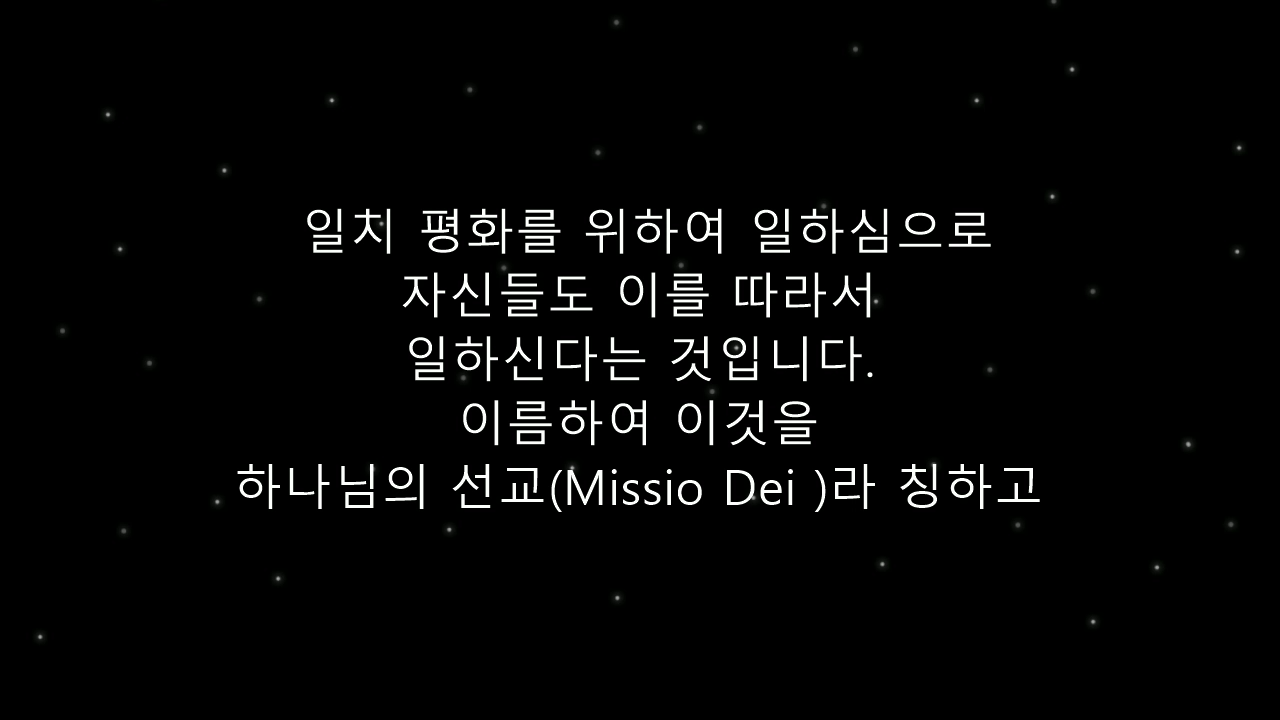 일치 평화를 위하여 일하심으로
자신들도 이를 따라서
일하신다는 것입니다.
이름하여 이것을
하나님의 선교(Missio Dei )라 칭하고